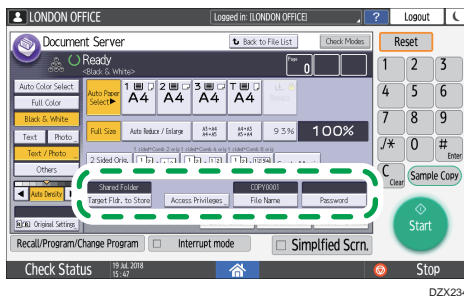 LONDON OFFICE
Logged in: [LONDON OFFICE]
?
Logout
Document Server
Back to File List
Check Modes
Reset
Ready
<Black & White>
Page
0
1 2 3
Auto Color Select
Full Color
Black & White
Auto Paper Select▶
1 A4
2 A4
3 A4
T A4
4 5 6
Full Size
Auto Reduce / Enlarge
93%
100%
7 8 9
Text
Photo
Text / Photo
Others
2 Sided Orig.
./* 0 # Enter
C Clear
Sample Copy
◀ Auto Density
Shared Folder
COPY0001
Target Fldr. to Store
Access Privileges
File Name
Password
Start
Original Settings
Recall/Program/Change Program
Interrupt mode
Simplfied Scrn.
Check Status
19 Jul. 2018
15:47
Stop
DZX234